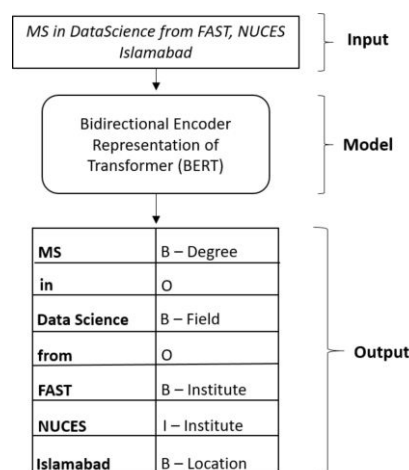 MS in DataScience from FAST, NUCES
Islamabad
Input
Bidirectional Encoder
Representation of
Transformer (BERT)
Model
MS B – Degree
in O
Data Science B – Field
from O
FAST B – Institute
NUCES I – Institute
Islamabad B – Location
Output